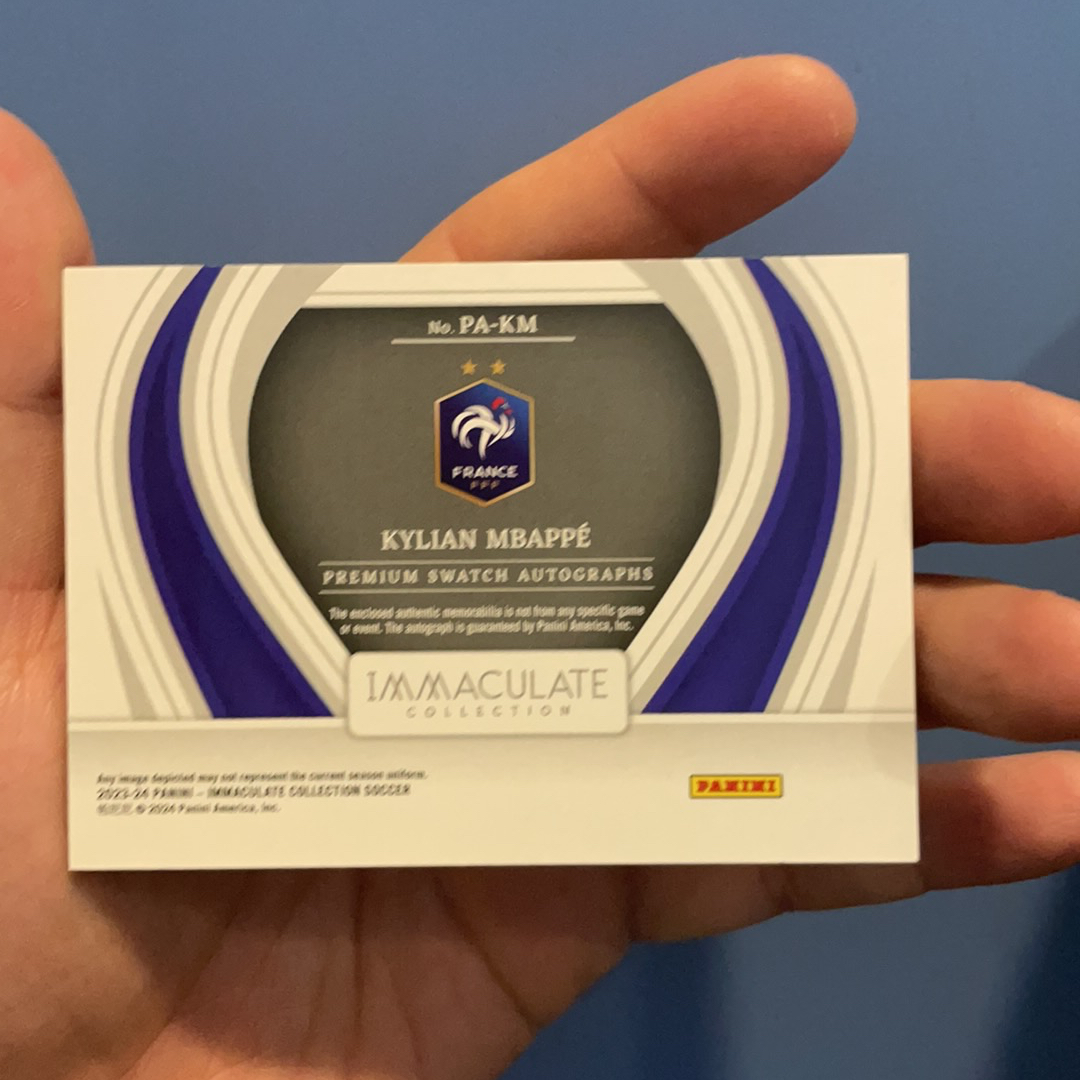 No. PA-KM
FRANCE
FFF
KYLIAN MBAPPÉ
PREMIUM SWATCH AUTOGRAPHS
The enclosed authentic memorabilia is not from any specific game
or event. The autograph is guaranteed by Panini America, Inc.
IMMACULATE
COLLECTION
Any image depicted may not represent the current season uniform.
2023-24 PANINI – IMMACULATE COLLECTION SOCCER
© 2024 Panini America, Inc.
PANINI